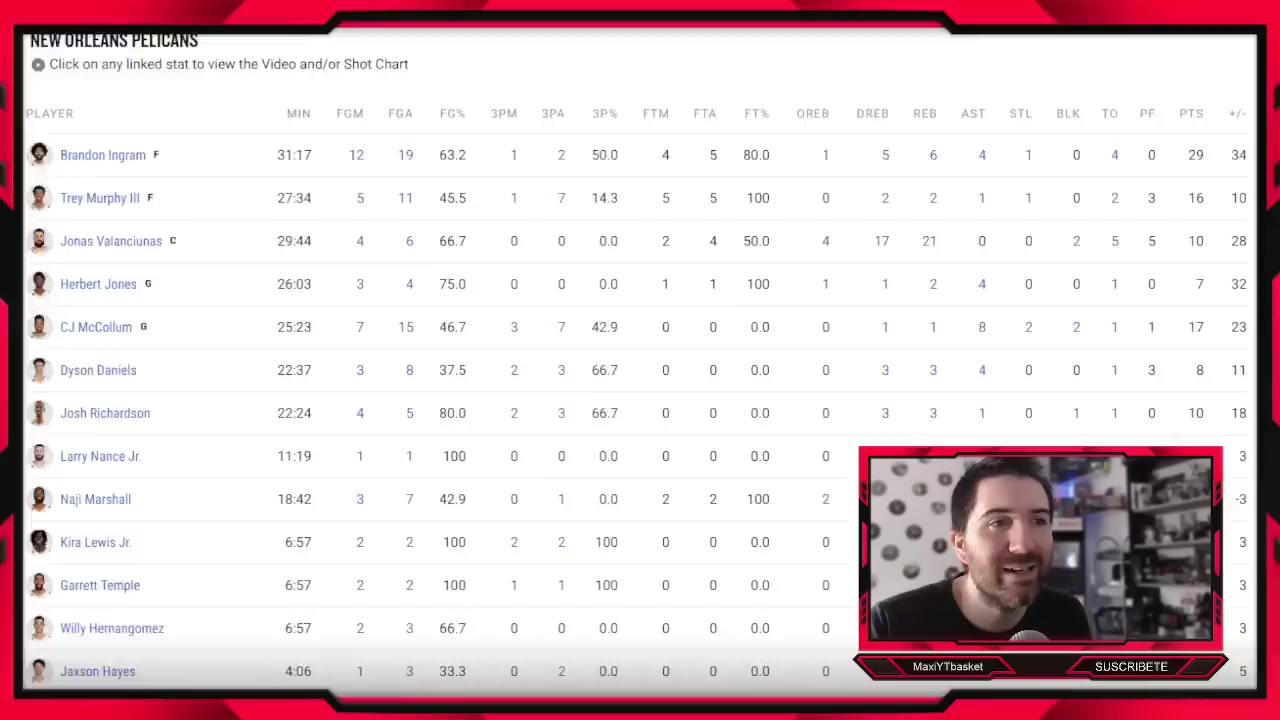 NEW ORLEANS PELICANS
Click on any linked stat to view the Video and/or Shot Chart
PLAYER MIN FGM FGA FG% 3PM 3PA 3P% FTM FTA FT% OREB DREB REB AST STL BLK TO PF PTS +/-
Brandon Ingram F 31:17 12 19 63.2 1 2 50.0 4 5 80.0 1 5 6 4 1 0 4 0 29 34
Trey Murphy III F 27:34 5 11 45.5 1 7 14.3 5 5 100 0 2 2 1 1 0 2 3 16 10
Jonas Valanciunas C 29:44 4 6 66.7 0 0 0.0 2 4 50.0 4 17 21 0 0 2 5 5 10 28
Herbert Jones G 26:03 3 4 75.0 0 0 0.0 1 1 100 1 1 2 4 0 0 1 0 7 32
CJ McCollum G 25:23 7 15 46.7 3 7 42.9 0 0 0.0 0 1 1 8 2 2 1 1 17 23
Dyson Daniels 22:37 3 8 37.5 2 3 66.7 0 0 0.0 0 3 3 4 0 0 1 3 8 11
Josh Richardson 22:24 4 5 80.0 2 3 66.7 0 0 0.0 0 3 3 1 0 1 1 0 10 18
Larry Nance Jr. 11:19 1 1 100 0 0 0.0 0 0 0.0 0 3
Naji Marshall 18:42 3 7 42.9 0 1 0.0 2 2 100 2 -3
Kira Lewis Jr. 6:57 2 2 100 2 2 100 0 0 0.0 0 3
Garrett Temple 6:57 2 2 100 1 1 100 0 0 0.0 0 3
Willy Hernangomez 6:57 2 3 66.7 0 0 0.0 0 0 0.0 0 3
Jaxson Hayes 4:06 1 3 33.3 0 2 0.0 0 0 0.0 0 5
MaxiYTbasket SUSCRIBETE